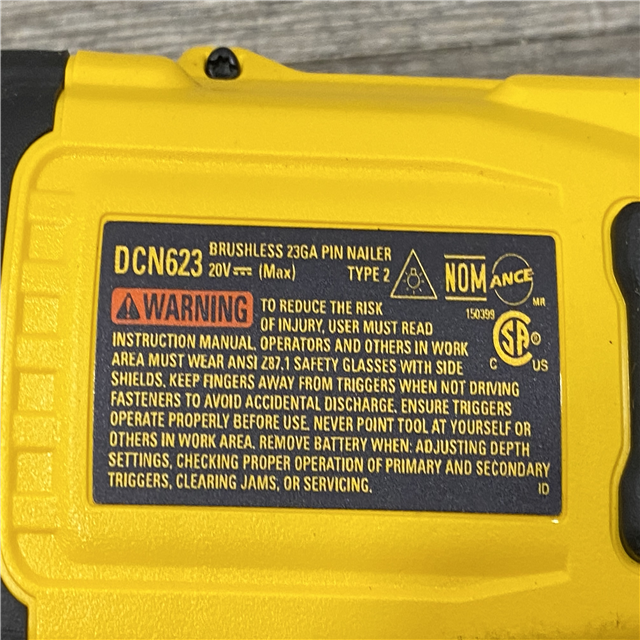 DCN623 BRUSHLESS 23GA PIN NAILER
20V⎓ (Max) TYPE 2
NOM ANCE
MR
150399
⚠WARNING TO REDUCE THE RISK
OF INJURY, USER MUST READ
INSTRUCTION MANUAL. OPERATORS AND OTHERS IN WORK
AREA MUST WEAR ANSI Z87.1 SAFETY GLASSES WITH SIDE
SHIELDS. KEEP FINGERS AWAY FROM TRIGGERS WHEN NOT DRIVING
FASTENERS TO AVOID ACCIDENTAL DISCHARGE. ENSURE TRIGGERS
OPERATE PROPERLY BEFORE USE. NEVER POINT TOOL AT YOURSELF OR
OTHERS IN WORK AREA. REMOVE BATTERY WHEN: ADJUSTING DEPTH
SETTINGS, CHECKING PROPER OPERATION OF PRIMARY AND SECONDARY
TRIGGERS, CLEARING JAMS, OR SERVICING.
SA ®
C US
ID